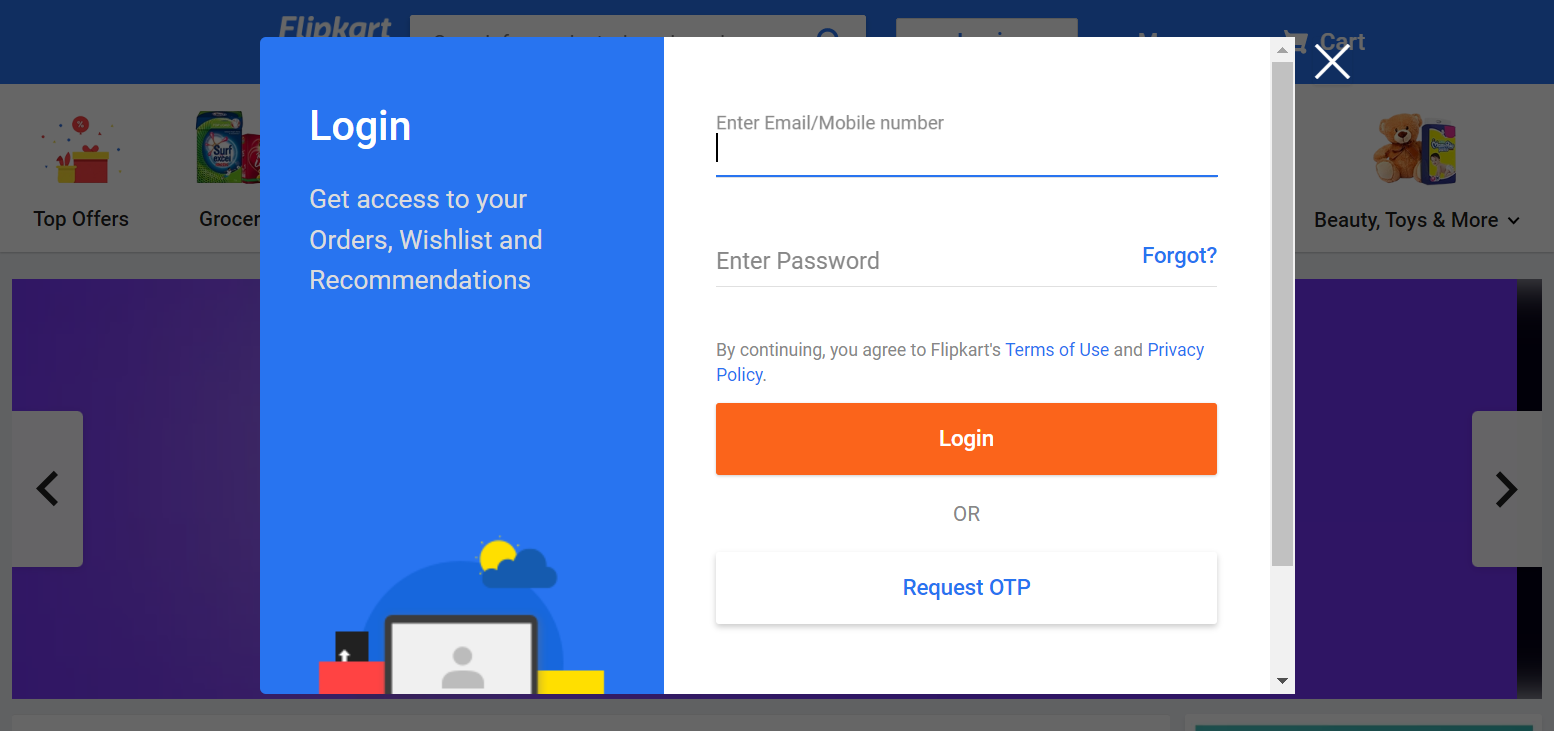 Flipkart
Cart
Login
Get access to your
Orders, Wishlist and
Recommendations
Enter Email/Mobile number
Enter Password
Forgot?
By continuing, you agree to Flipkart's Terms of Use and Privacy
Policy.
Login
OR
Request OTP
Surf
excel
Top Offers
Beauty, Toys & More